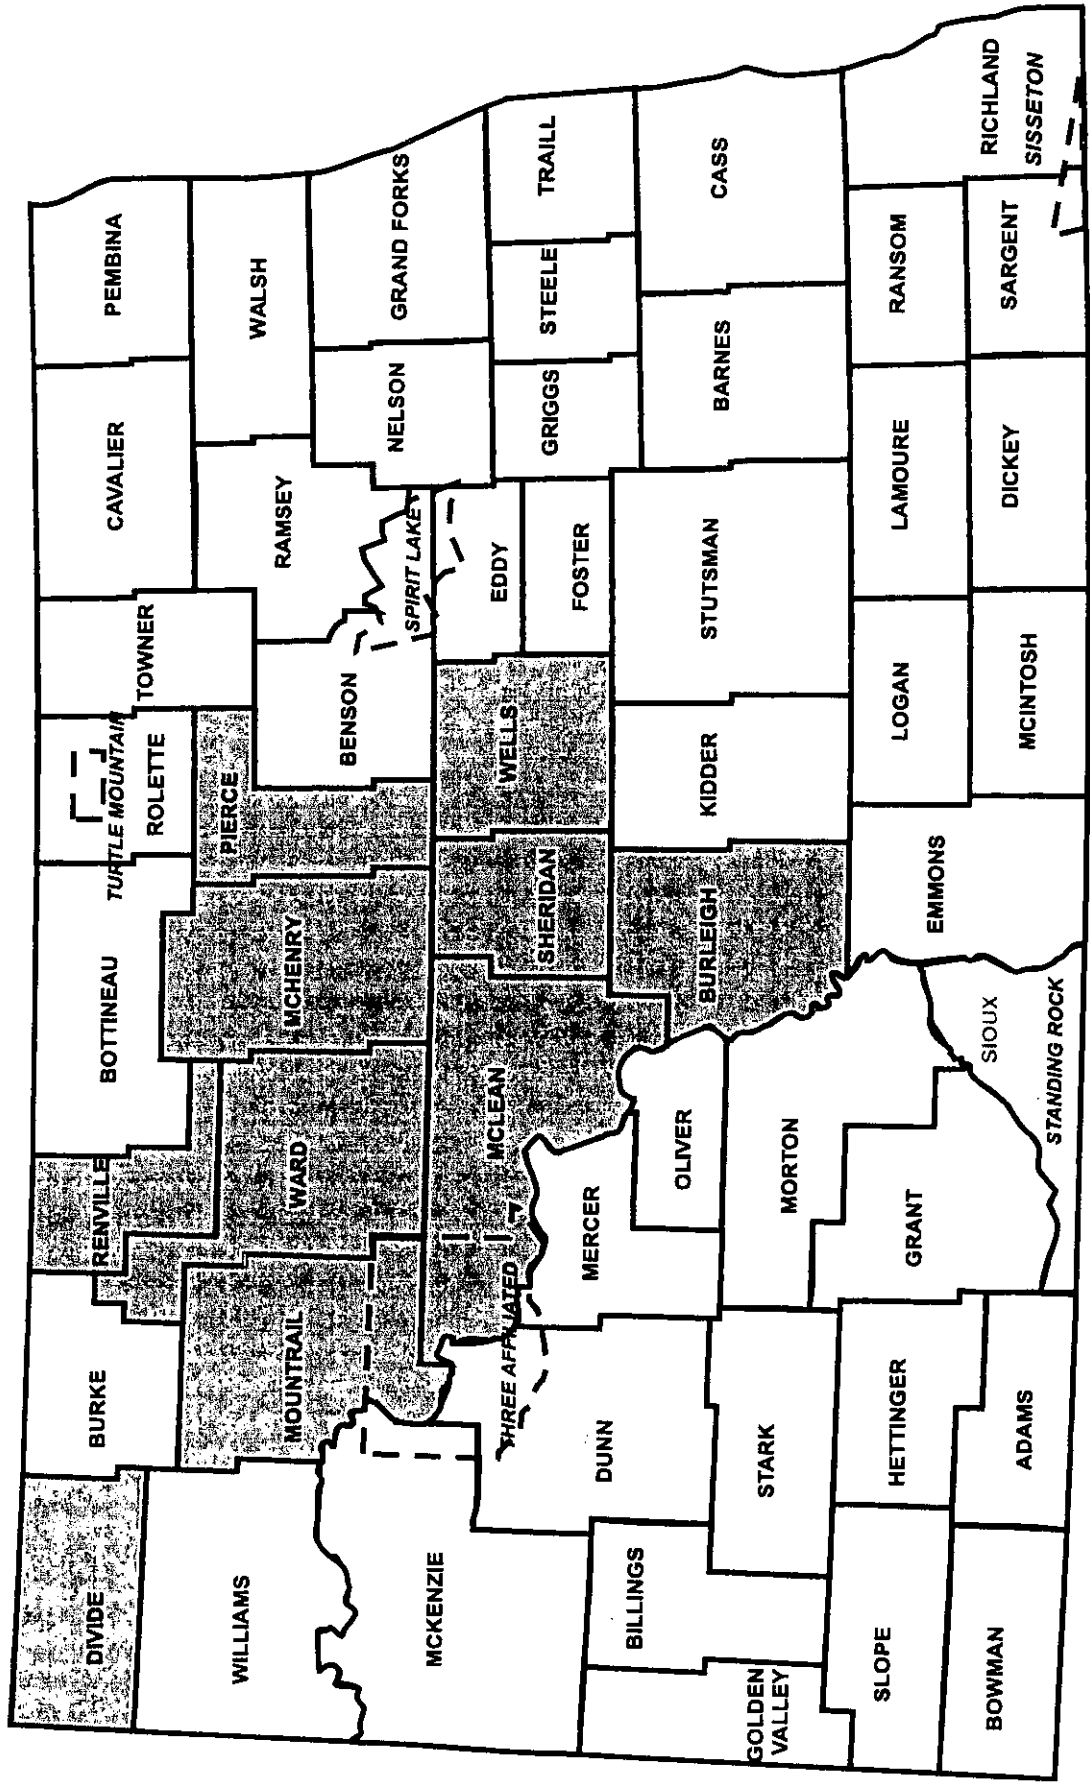 DIVIDE
BURKE
RENVILLE
BOTTINEAU
TURTLE MOUNTAIN
ROLETTE
TOWNER
CAVALIER
PEMBINA
WILLIAMS
MOUNTRAIL
WARD
MCHENRY
PIERCE
RAMSEY
WALSH
BENSON
SPIRIT LAKE
NELSON
GRAND FORKS
MCKENZIE
THREE AFFILIATED
MCLEAN
SHERIDAN
WELLS
EDDY
FOSTER
GRIGGS
STEELE
TRAILL
BILLINGS
DUNN
MERCER
OLIVER
BURLEIGH
KIDDER
STUTSMAN
BARNES
CASS
GOLDEN
VALLEY
STARK
MORTON
SLOPE
HETTINGER
GRANT
EMMONS
LOGAN
LAMOURE
RANSOM
RICHLAND
SISSETON
BOWMAN
ADAMS
SIOUX
STANDING ROCK
MCINTOSH
DICKEY
SARGENT